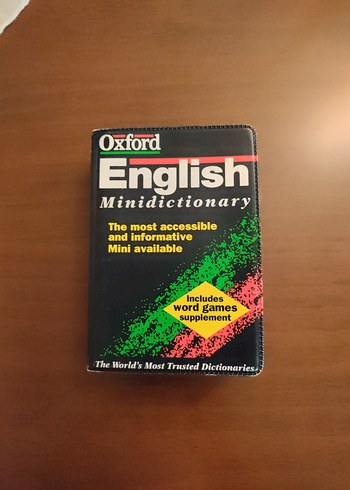 Oxford
English
Minidictionary
The most accessible
and informative
Mini available
Includes
word games
supplement
The World's Most Trusted Dictionaries